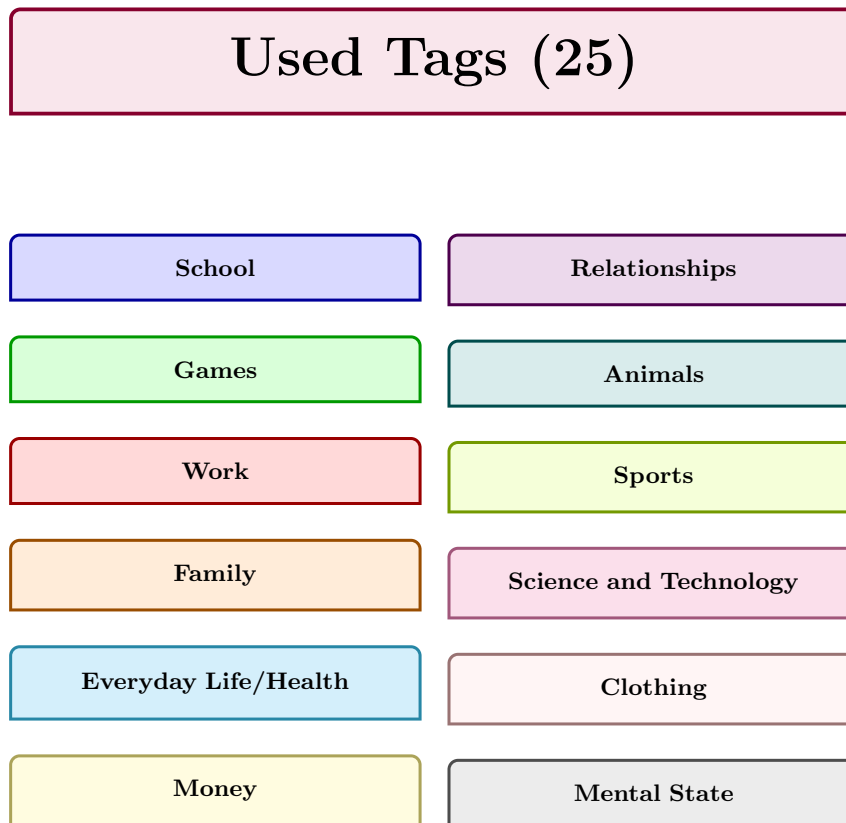 Used Tags (25)
School
Relationships
Games
Animals
Work
Sports
Family
Science and Technology
Everyday Life/Health
Clothing
Money
Mental State